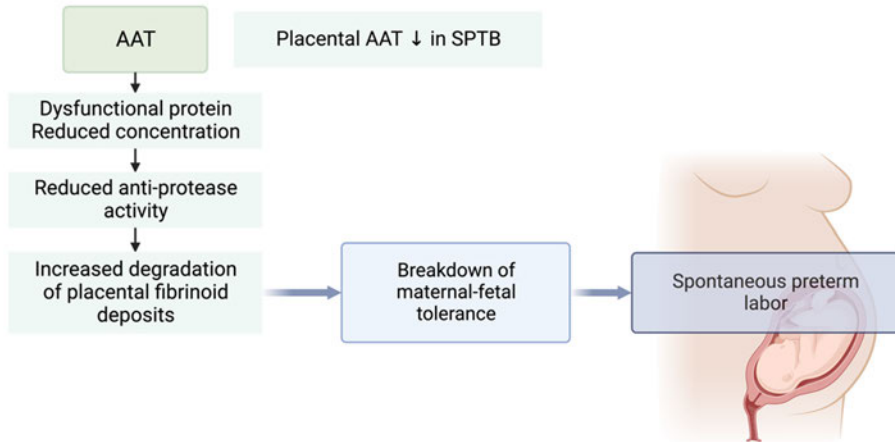 AAT
Placental AAT ↓ in SPTB
Dysfunctional protein
Reduced concentration
Reduced anti-protease
activity
Increased degradation
of placental fibrinoid
deposits
Breakdown of
maternal-fetal
tolerance
Spontaneous preterm
labor